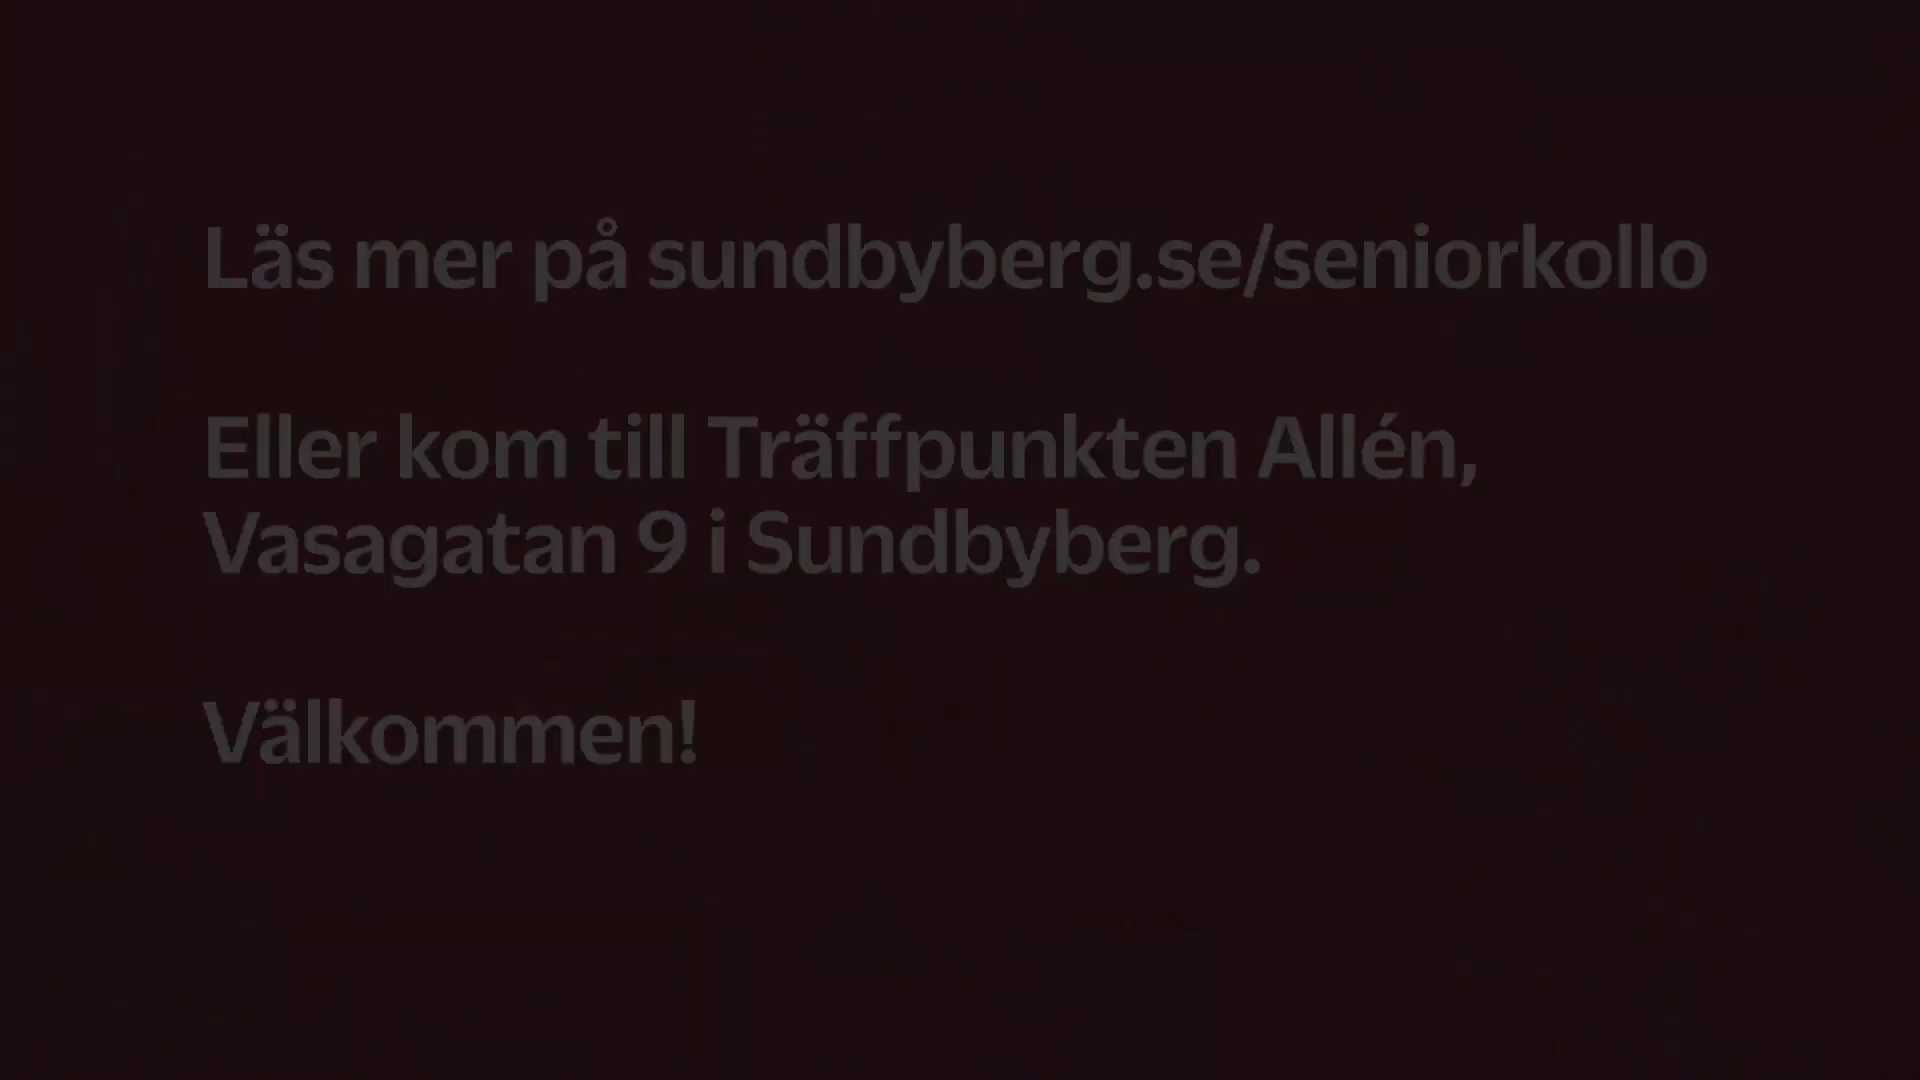 Läs mer på sundbyberg.se/seniorkollo
Eller kom till Träffpunkten Allén,
Vasagatan 9 i Sundbyberg.
Välkommen!